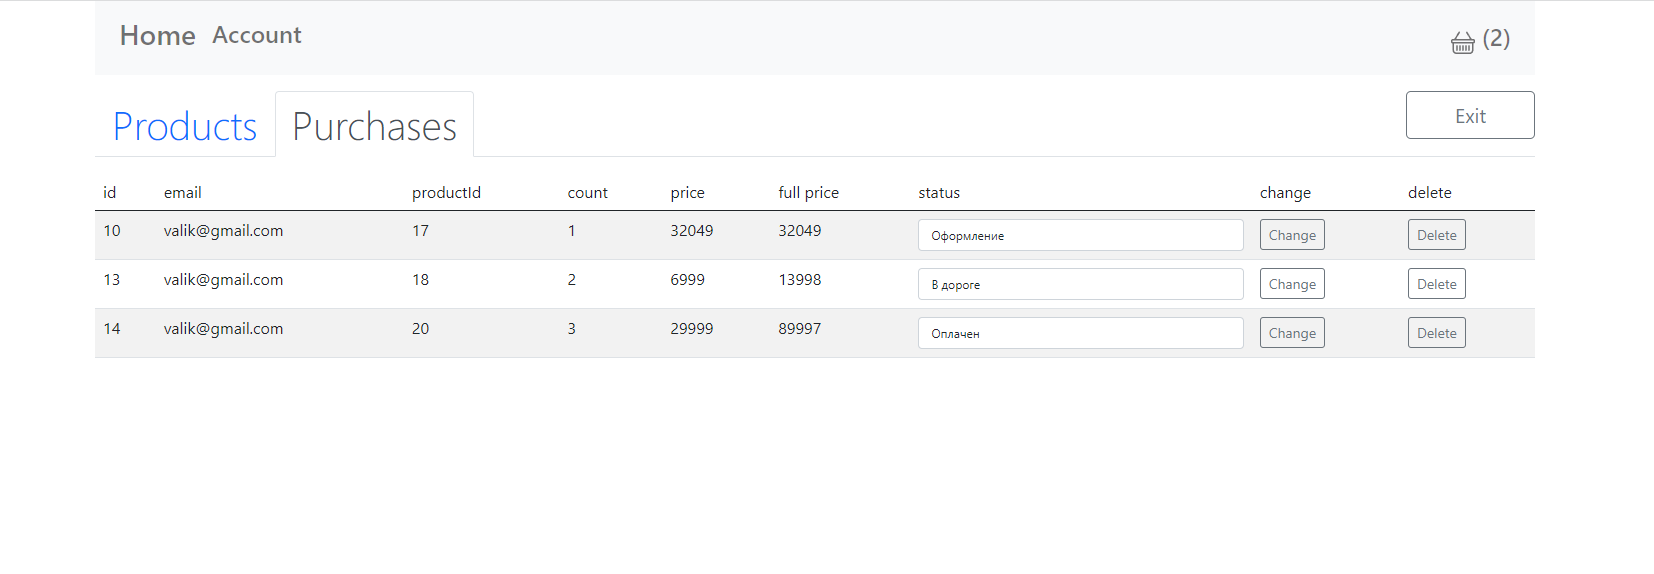 Home Account (2)
Products Purchases Exit
id email productId count price full price status change delete
10 valik@gmail.com 17 1 32049 32049 Оформление Change Delete
13 valik@gmail.com 18 2 6999 13998 В дороге Change Delete
14 valik@gmail.com 20 3 29999 89997 Оплачен Change Delete